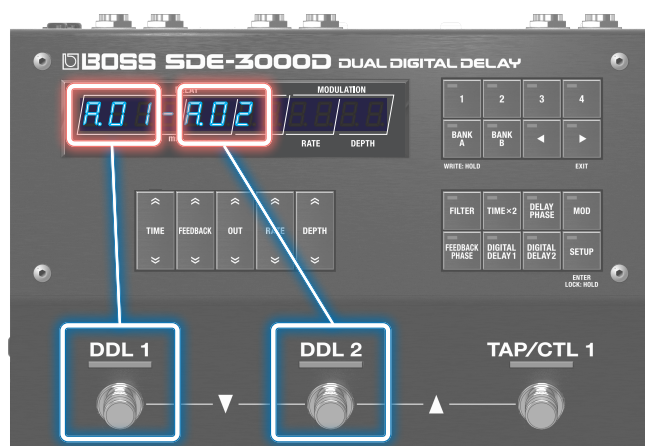 BOSS SDE-3000D DUAL DIGITAL DELAY
DELAY
MODULATION
A.01-A.02
ms
RATE
DEPTH
1
2
3
4
BANK
A
BANK
B
WRITE: HOLD
EXIT
TIME
FEEDBACK
OUT
RATE
DEPTH
FILTER
TIME×2
DELAY
PHASE
MOD
FEEDBACK
PHASE
DIGITAL
DELAY 1
DIGITAL
DELAY 2
SETUP
ENTER
LOCK: HOLD
DDL 1
DDL 2
TAP/CTL 1